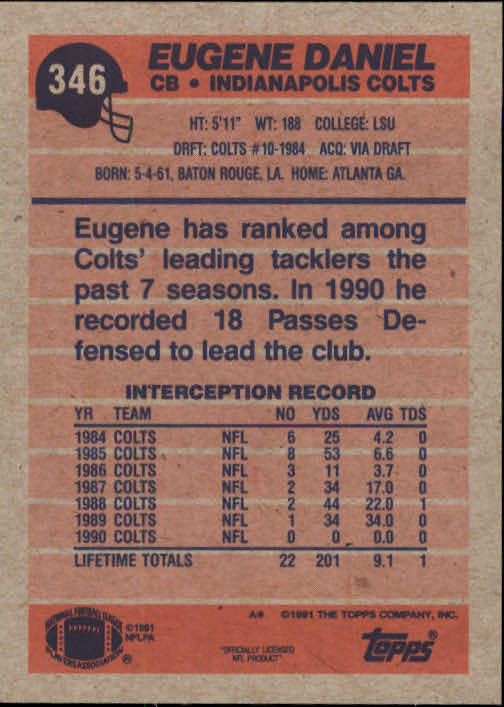 346
EUGENE DANIEL
CB • INDIANAPOLIS COLTS
HT: 5'11" WT: 188 COLLEGE: LSU
DRFT: COLTS #10-1984 ACQ: VIA DRAFT
BORN: 5-4-61, BATON ROUGE, LA. HOME: ATLANTA GA.
Eugene has ranked among
Colts' leading tacklers the
past 7 seasons. In 1990 he
recorded 18 Passes De-
fensed to lead the club.
INTERCEPTION RECORD
YR TEAM NO YDS AVG TDS
1984 COLTS NFL 6 25 4.2 0
1985 COLTS NFL 8 53 6.6 0
1986 COLTS NFL 3 11 3.7 0
1987 COLTS NFL 2 34 17.0 0
1988 COLTS NFL 2 44 22.0 1
1989 COLTS NFL 1 34 34.0 0
1990 COLTS NFL 0 0 0.0 0
LIFETIME TOTALS 22 201 9.1 1
A* ©1991 THE TOPPS COMPANY, INC.
NATIONAL FOOTBALL LEAGUE
PLAYERS ASSOCIATION ®
©1991
NFLPA
"OFFICIALLY LICENSED
NFL PRODUCT"
Topps®